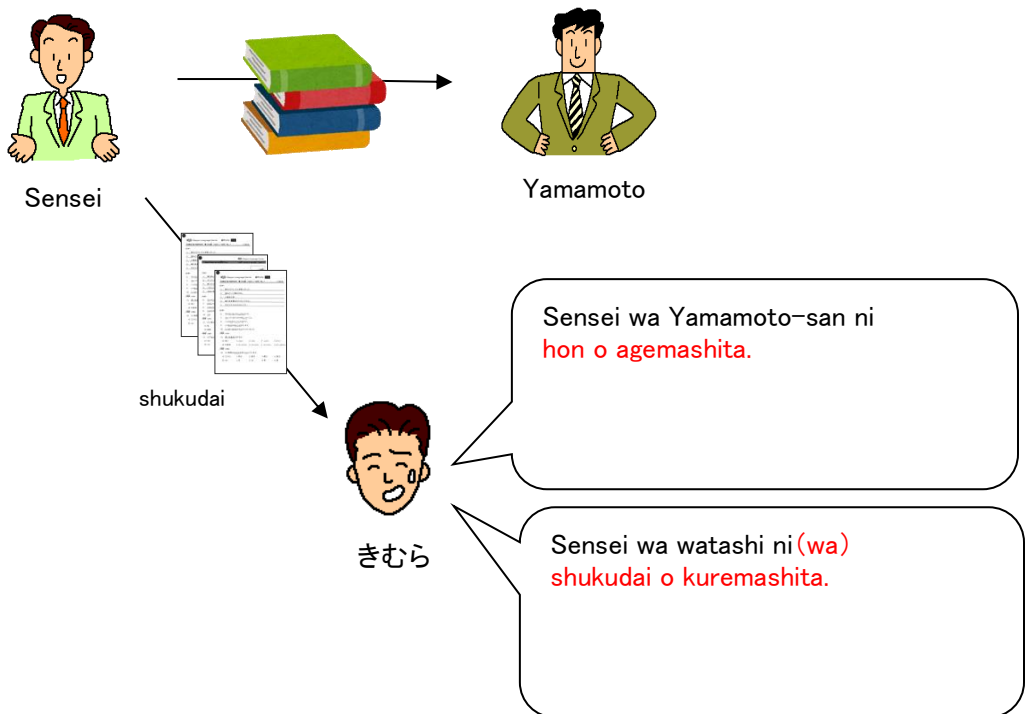 Sensei
Yamamoto
shukudai
Sensei wa Yamamoto-san ni
hon o agemashita.
きむら
Sensei wa watashi ni(wa)
shukudai o kuremashita.